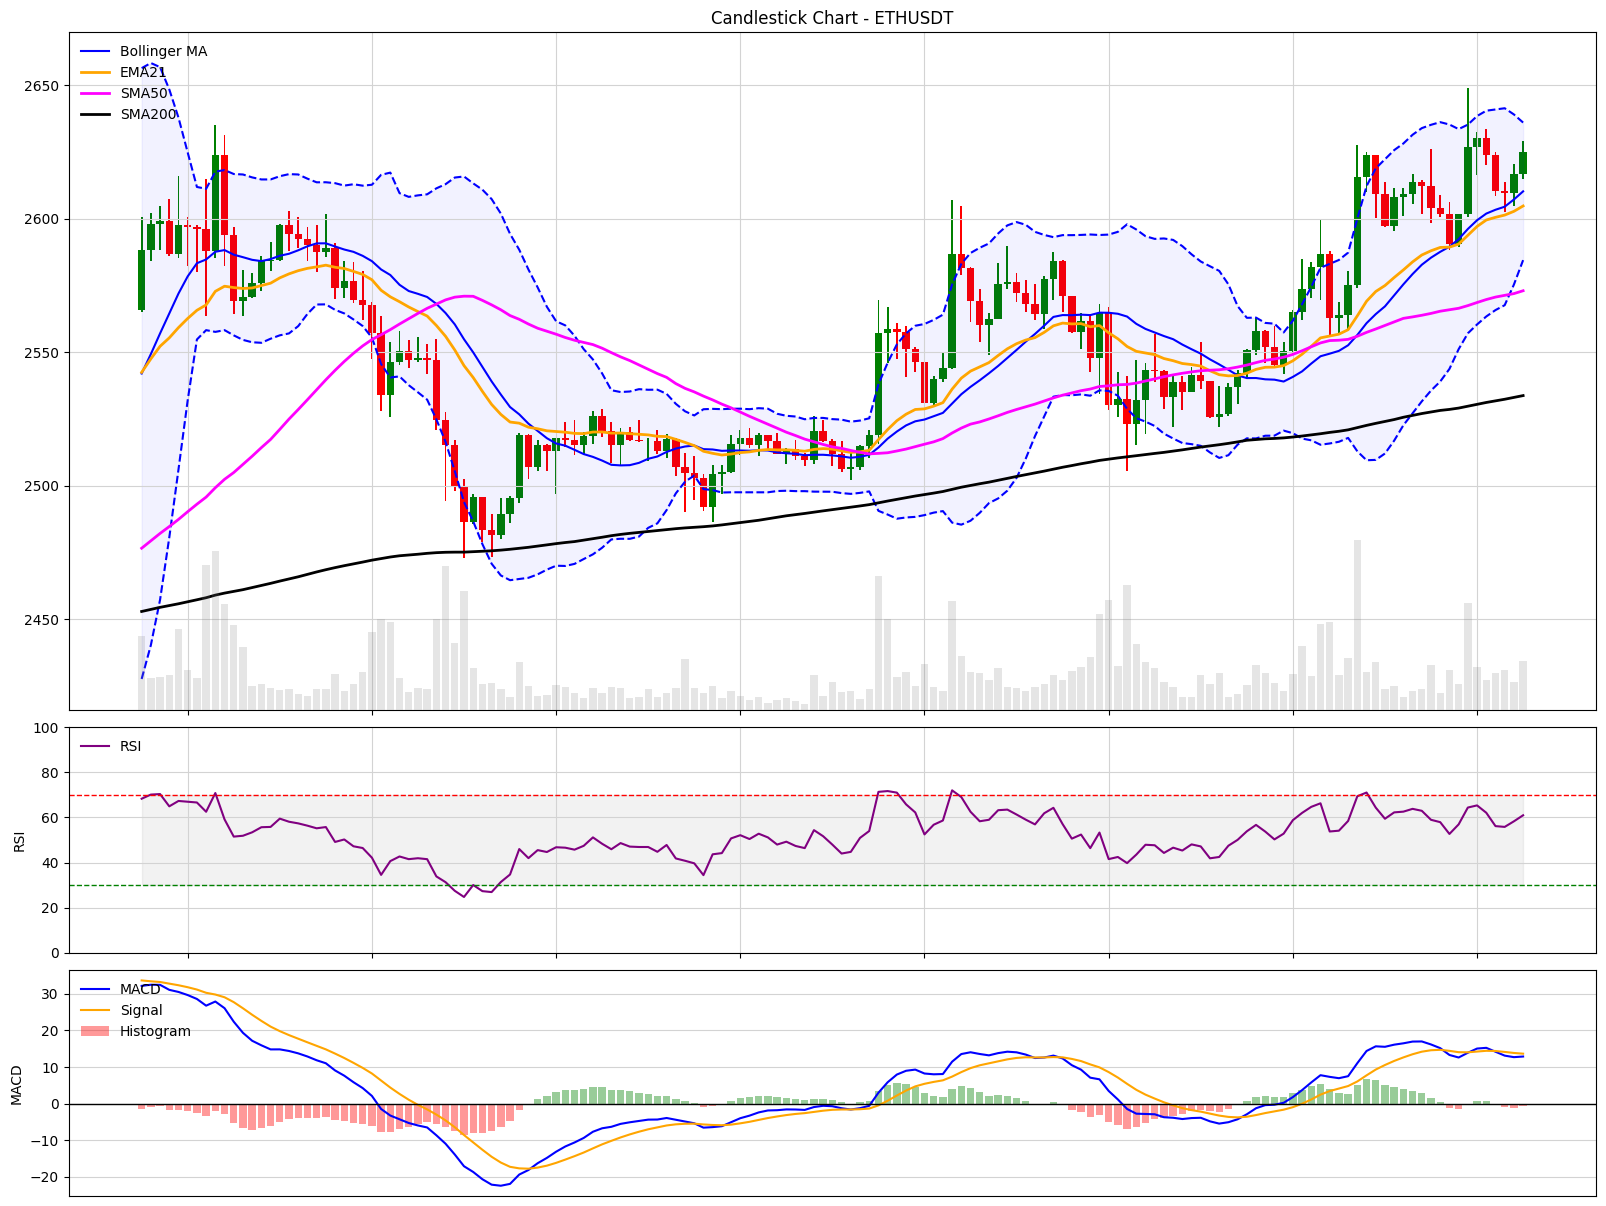 Candlestick Chart - ETHUSDT
Bollinger MA
EMA21
SMA50
SMA200
2650
2600
2550
2500
2450
RSI
100
80
60
40
20
0
RSI
MACD
Signal
Histogram
30
20
10
0
−10
−20
MACD